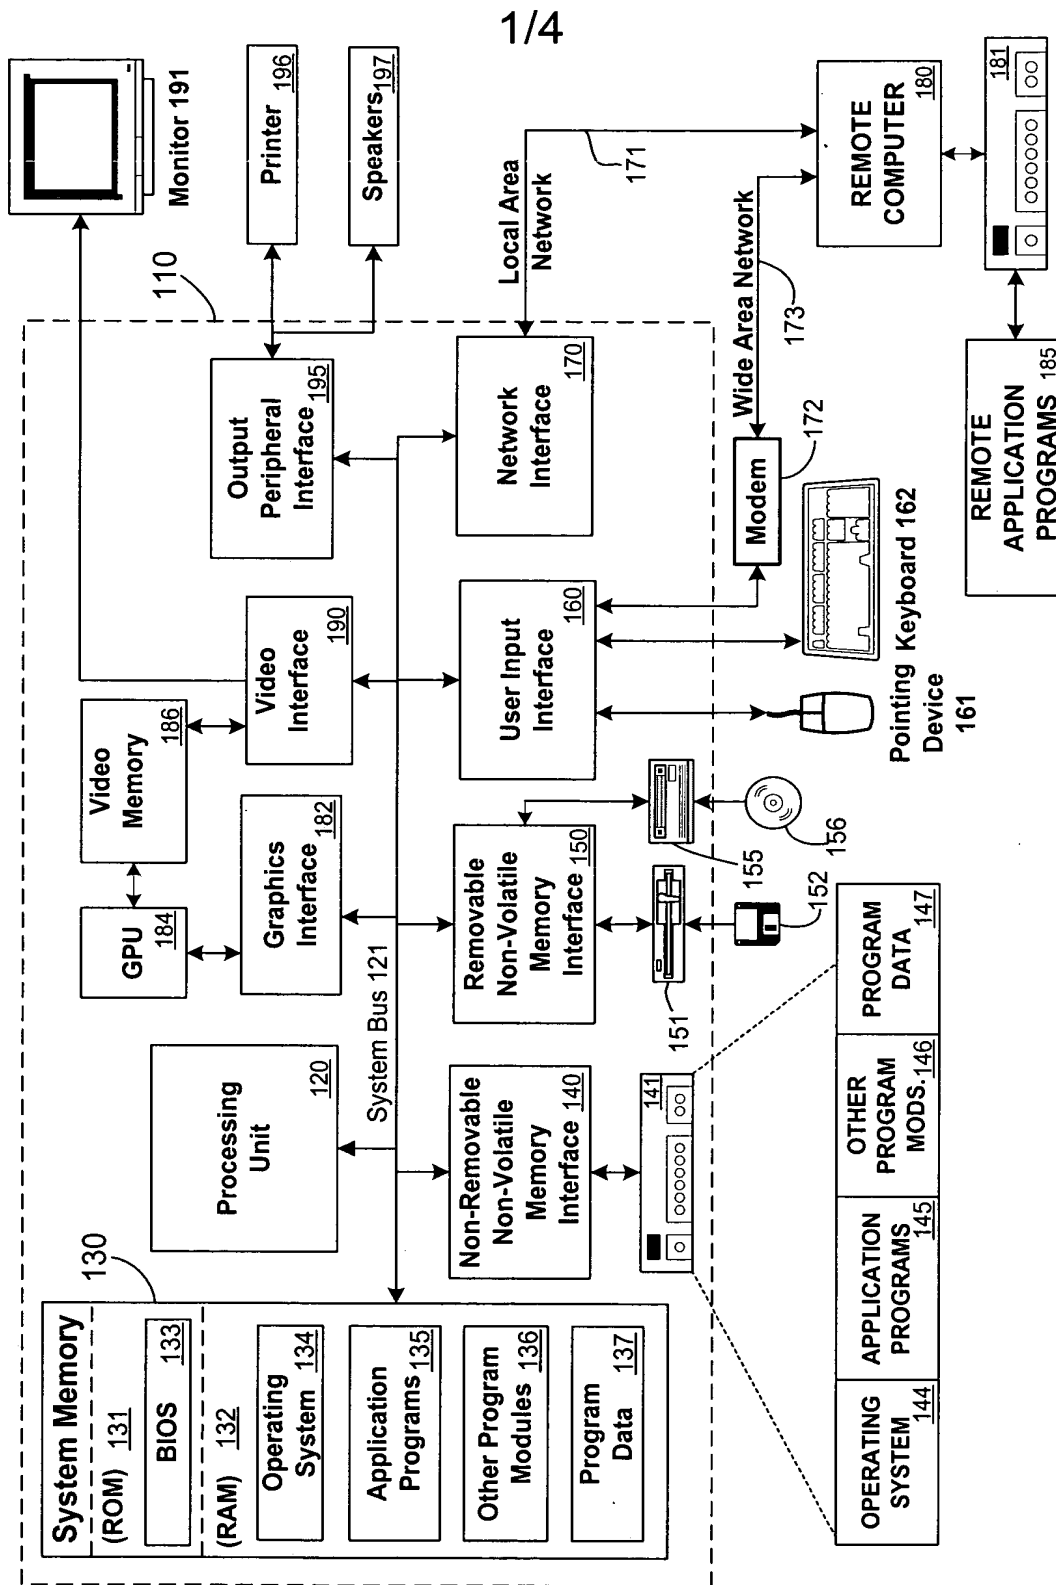 1/4
System Memory
130
(ROM) 131
BIOS 133
(RAM) 132
Operating
System 134
Application
Programs 135
Other Program
Modules 136
Program
Data 137
Processing
Unit
120
System Bus 121
GPU
184
Video
Memory
186
Graphics
Interface
182
Video
Interface
190
Output
Peripheral
Interface
195
110
Monitor 191
Printer
196
Speakers
197
Non-Removable
Non-Volatile
Memory
Interface 140
Removable
Non-Volatile
Memory
Interface 150
User Input
Interface
160
Network
Interface
170
Local Area
Network
171
Wide Area Network
173
Modem
172
141
151
152
155
156
Pointing
Device
161
Keyboard 162
REMOTE
COMPUTER
180
181
REMOTE
APPLICATION
PROGRAMS 185
OPERATING
SYSTEM
144
APPLICATION
PROGRAMS
145
OTHER
PROGRAM
MODS. 146
PROGRAM
DATA
147